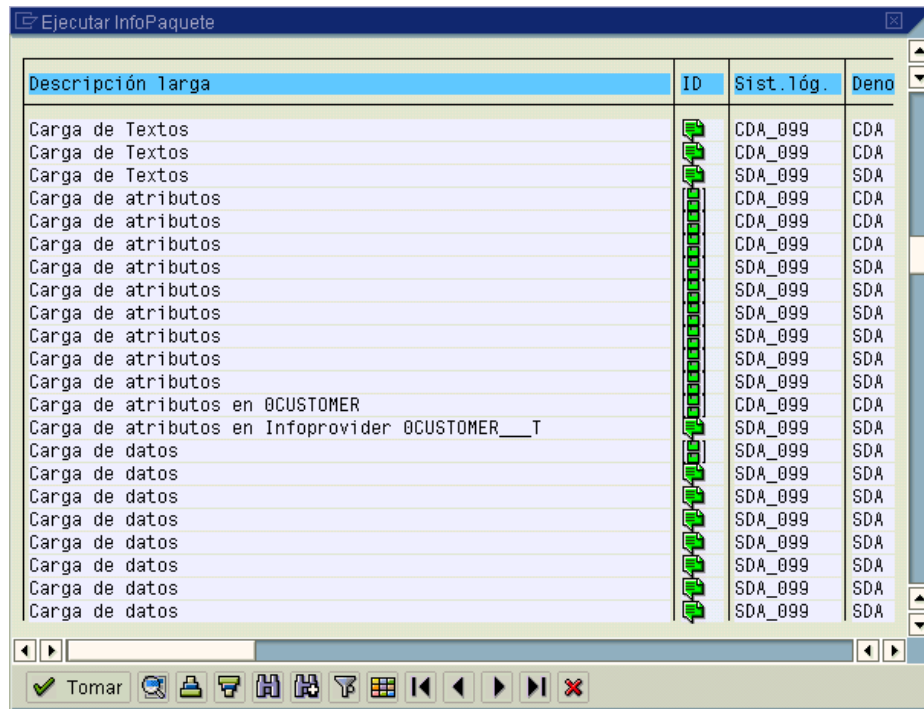 Ejecutar InfoPaquete
Descripción larga ID Sist.lóg. Deno
Carga de Textos CDA_099 CDA
Carga de Textos CDA_099 CDA
Carga de Textos SDA_099 SDA
Carga de atributos CDA_099 CDA
Carga de atributos CDA_099 CDA
Carga de atributos CDA_099 CDA
Carga de atributos SDA_099 SDA
Carga de atributos SDA_099 SDA
Carga de atributos SDA_099 SDA
Carga de atributos SDA_099 SDA
Carga de atributos SDA_099 SDA
Carga de atributos SDA_099 SDA
Carga de atributos en 0CUSTOMER CDA_099 CDA
Carga de atributos en Infoprovider 0CUSTOMER___T SDA_099 SDA
Carga de datos SDA_099 SDA
Carga de datos SDA_099 SDA
Carga de datos SDA_099 SDA
Carga de datos SDA_099 SDA
Carga de datos SDA_099 SDA
Carga de datos SDA_099 SDA
Carga de datos SDA_099 SDA
Carga de datos SDA_099 SDA
Tomar